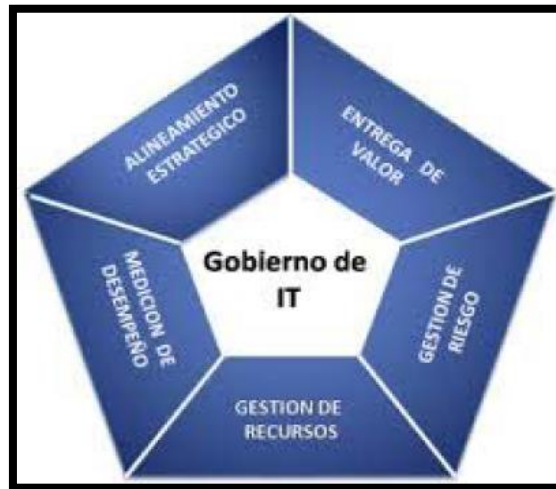 ALINEAMIENTO
ESTRATEGICO
ENTREGA DE
VALOR
Gobierno de
IT
MEDICION DE
DESEMPEÑO
GESTION DE
RIESGO
GESTION DE
RECURSOS